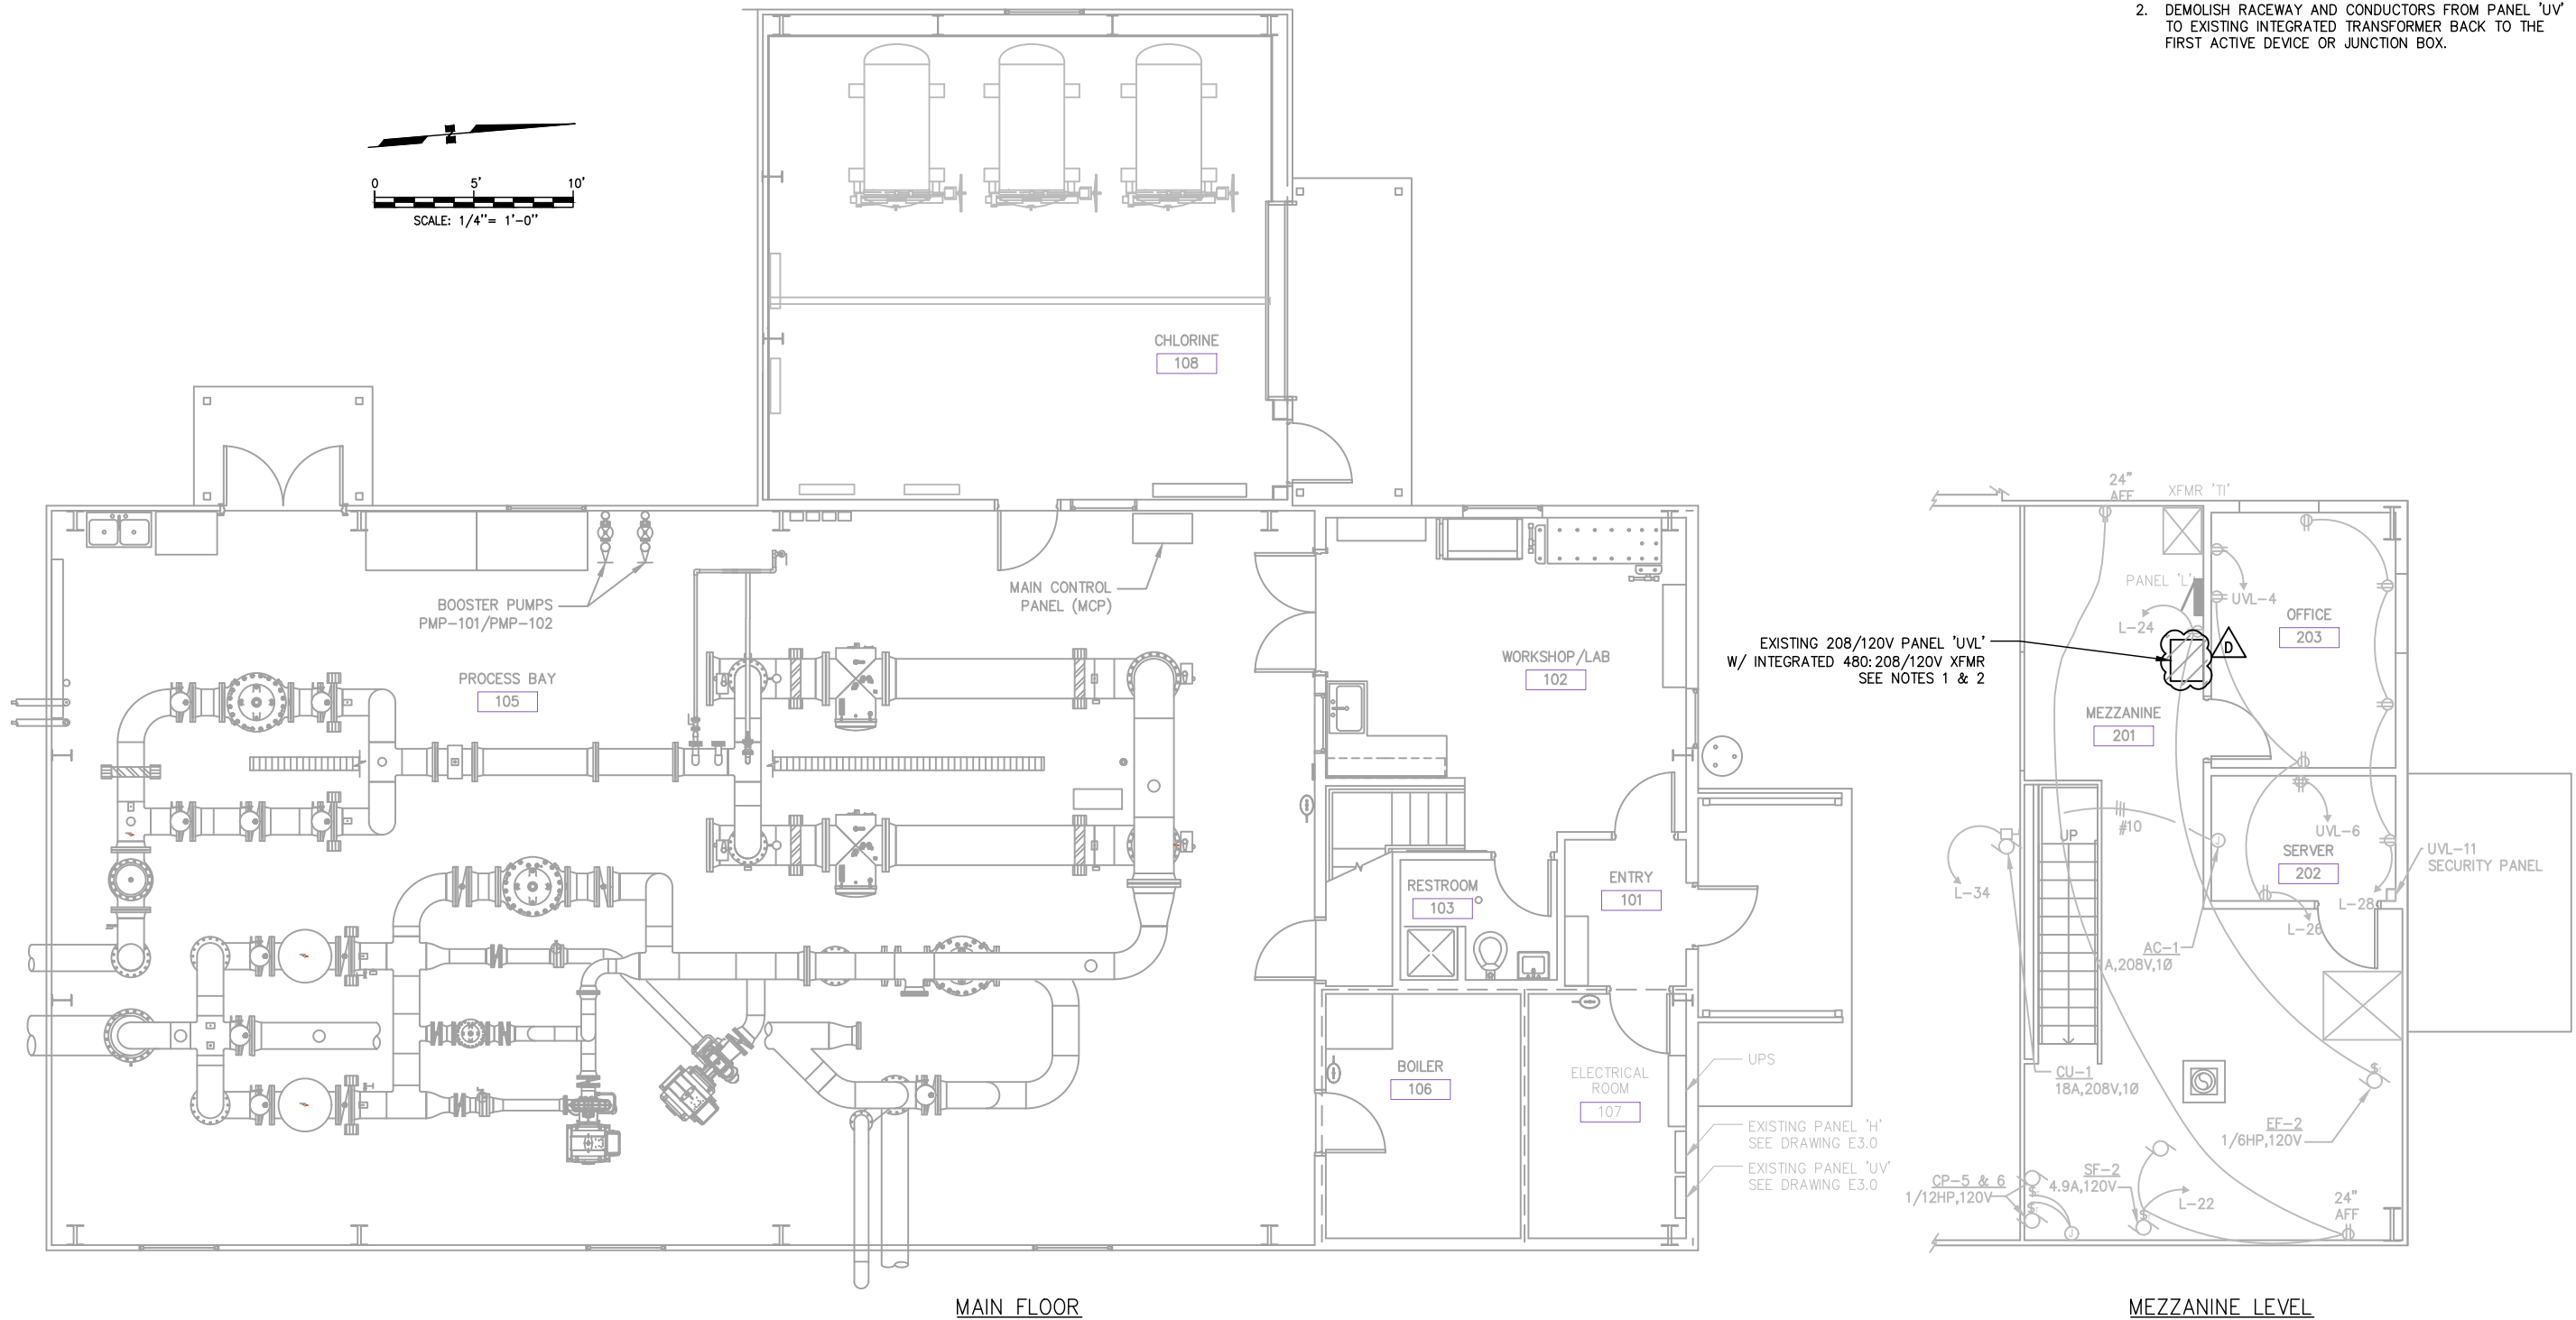 2. DEMOLISH RACEWAY AND CONDUCTORS FROM PANEL 'UV'
TO EXISTING INTEGRATED TRANSFORMER BACK TO THE
FIRST ACTIVE DEVICE OR JUNCTION BOX.
N
0 5' 10'
SCALE: 1/4"= 1'-0"
CHLORINE
108
BOOSTER PUMPS
PMP-101/PMP-102
MAIN CONTROL
PANEL (MCP)
PROCESS BAY
105
WORKSHOP/LAB
102
RESTROOM
103
ENTRY
101
BOILER
106
ELECTRICAL
ROOM
107
UPS
EXISTING PANEL 'H'
SEE DRAWING E3.0
EXISTING PANEL 'UV'
SEE DRAWING E3.0
MAIN FLOOR
24"
AFF
XFMR 'T1'
PANEL 'L'
UVL-4
L-24
OFFICE
203
EXISTING 208/120V PANEL 'UVL'
W/ INTEGRATED 480:208/120V XFMR
SEE NOTES 1 & 2
D
MEZZANINE
201
#10
UP
J
UVL-6
SERVER
202
UVL-11
SECURITY PANEL
L-34
L-28
L-26
AC-1
A,208V,1Ø
CU-1
18A,208V,1Ø
EF-2
1/6HP,120V
CP-5 & 6
1/12HP,120V
SF-2
4.9A,120V
L-22
24"
AFF
J
MEZZANINE LEVEL